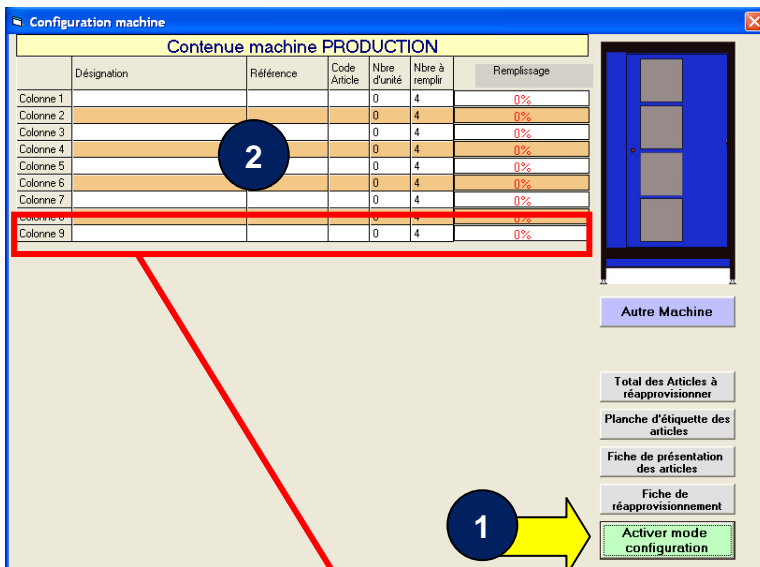 Configuration machine
Contenue machine PRODUCTION
Désignation Référence Code Article Nbre d'unité Nbre à remplir Remplissage
Colonne 1 0 4 0%
Colonne 2 0 4 0%
Colonne 3 0 4 0%
Colonne 4 0 4 0%
Colonne 5 0 4 0%
Colonne 6 0 4 0%
Colonne 7 0 4 0%
Colonne 8 0 4 0%
Colonne 9 0 4 0%
2
Autre Machine
Total des Articles à
réapprovisionner
Planche d'étiquette des
articles
Fiche de présentation
des articles
Fiche de
réapprovisionnement
1
Activer mode
configuration